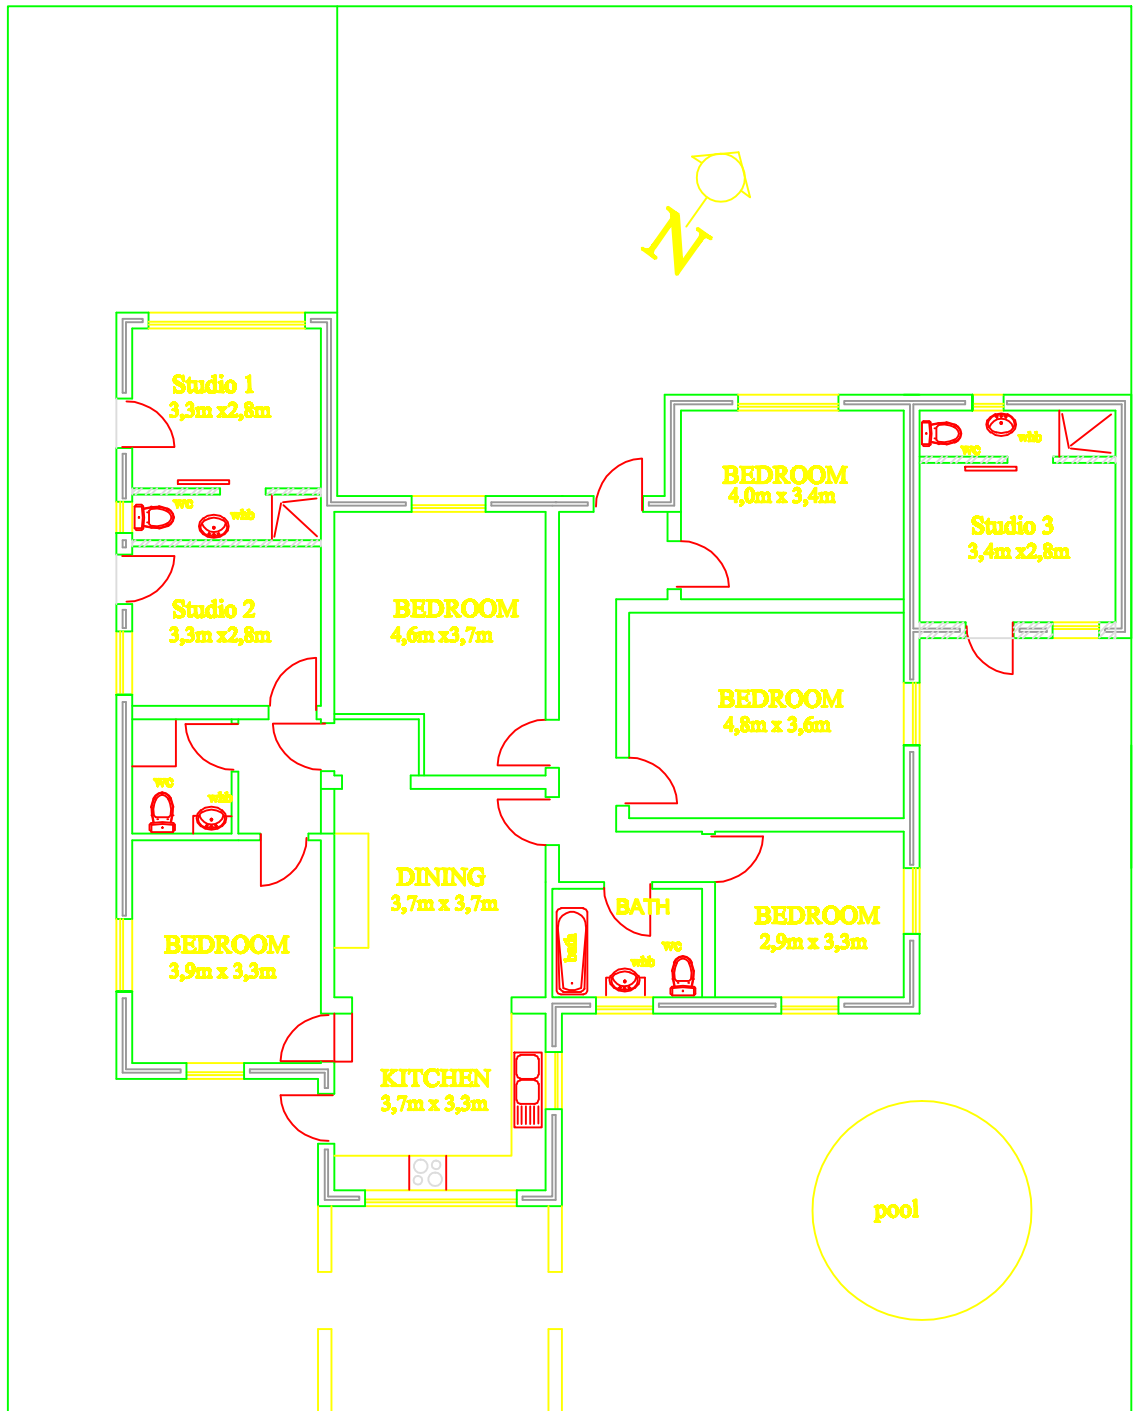 N
Studio 1
3,3m x2,8m
wc
whb
BEDROOM
4,0m x 3,4m
wc
whb
Studio 3
3,4m x2,8m
Studio 2
3,3m x2,8m
BEDROOM
4,6m x3,7m
BEDROOM
4,8m x 3,6m
wc
whb
DINING
3,7m x 3,7m
BATH
bath
whb
wc
BEDROOM
2,9m x 3,3m
BEDROOM
3,9m x 3,3m
KITCHEN
3,7m x 3,3m
pool